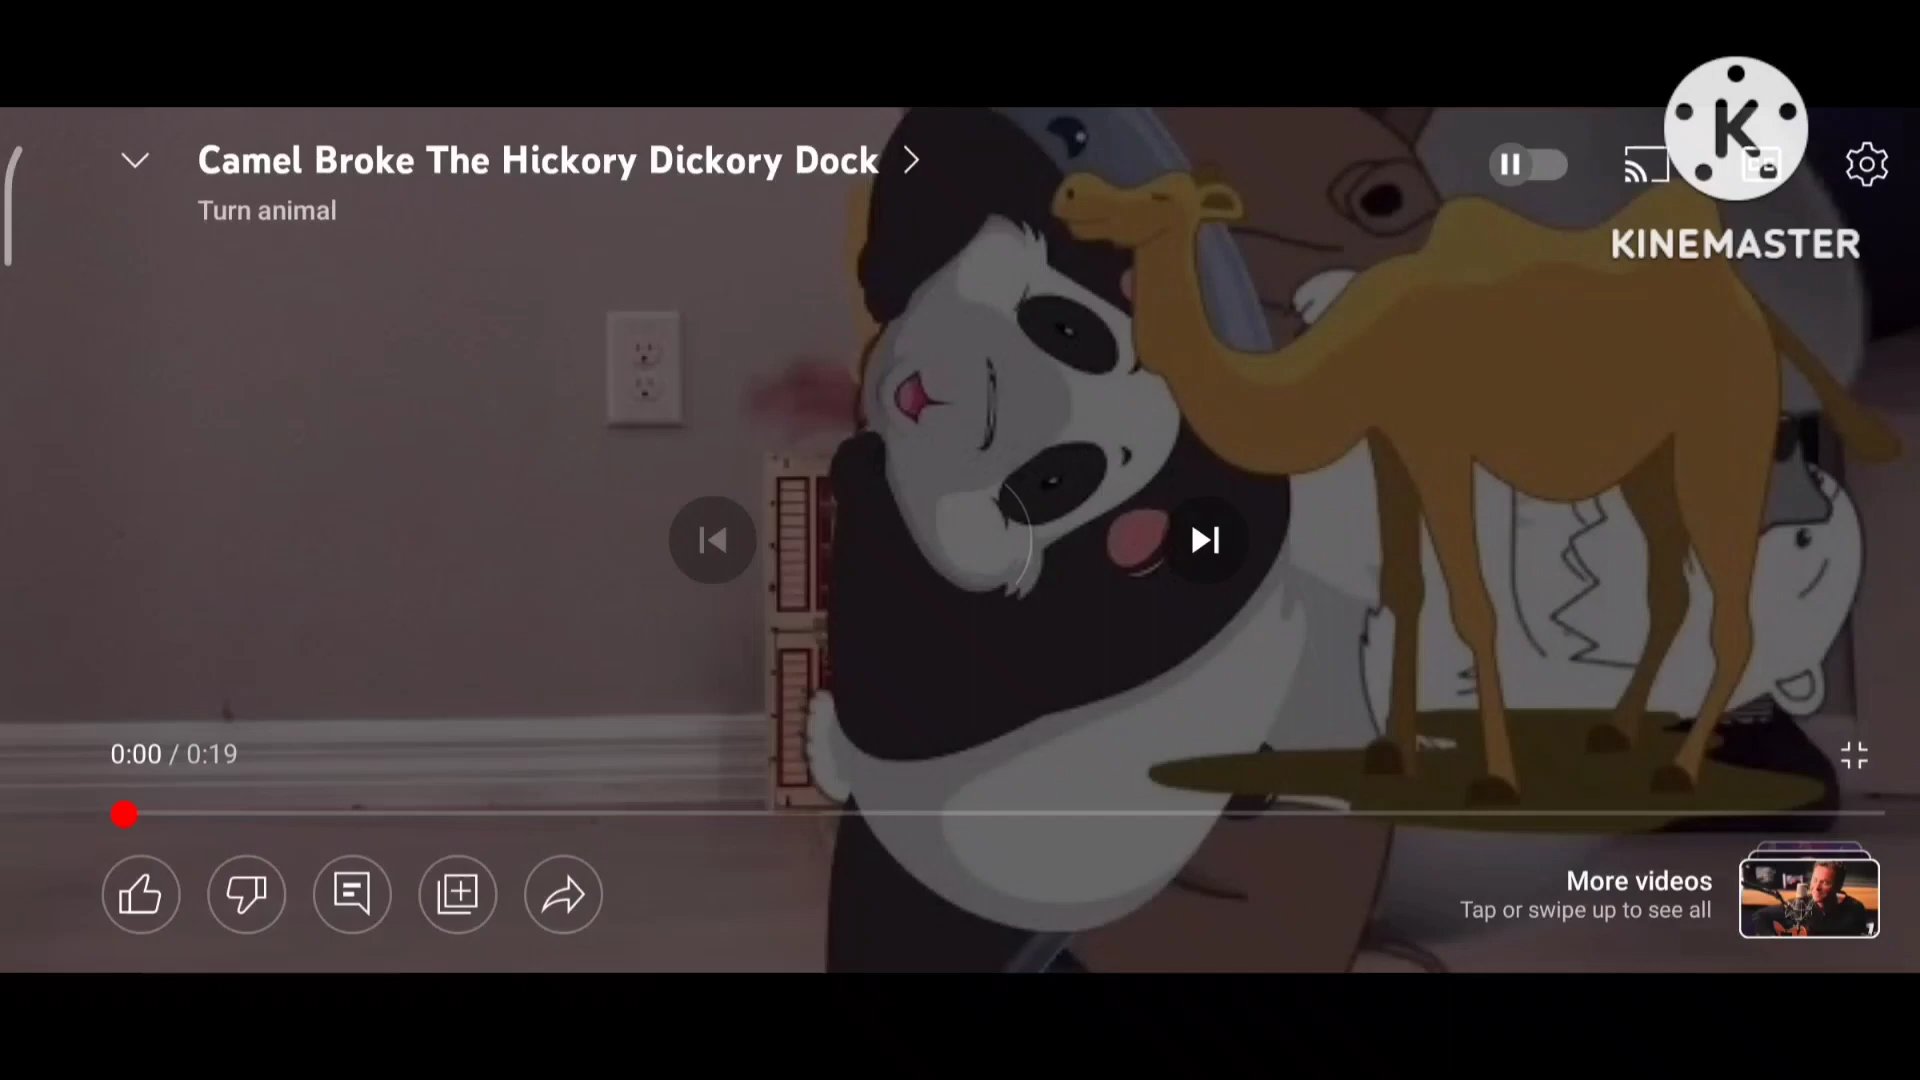 Camel Broke The Hickory Dickory Dock
Turn animal
K
CC
KINEMASTER
0:00 / 0:19
More videos
Tap or swipe up to see all